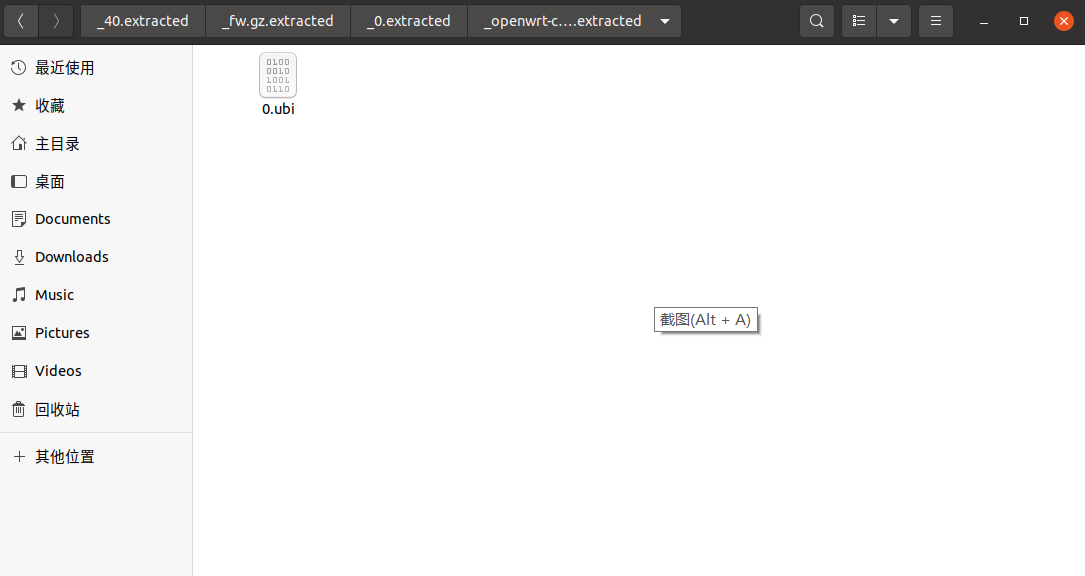 _40.extracted
_fw.gz.extracted
_0.extracted
_openwrt-c....extracted
最近使用
收藏
主目录
桌面
Documents
Downloads
Music
Pictures
Videos
回收站
其他位置
0100
0010
1001
0110
0.ubi
截图(Alt + A)